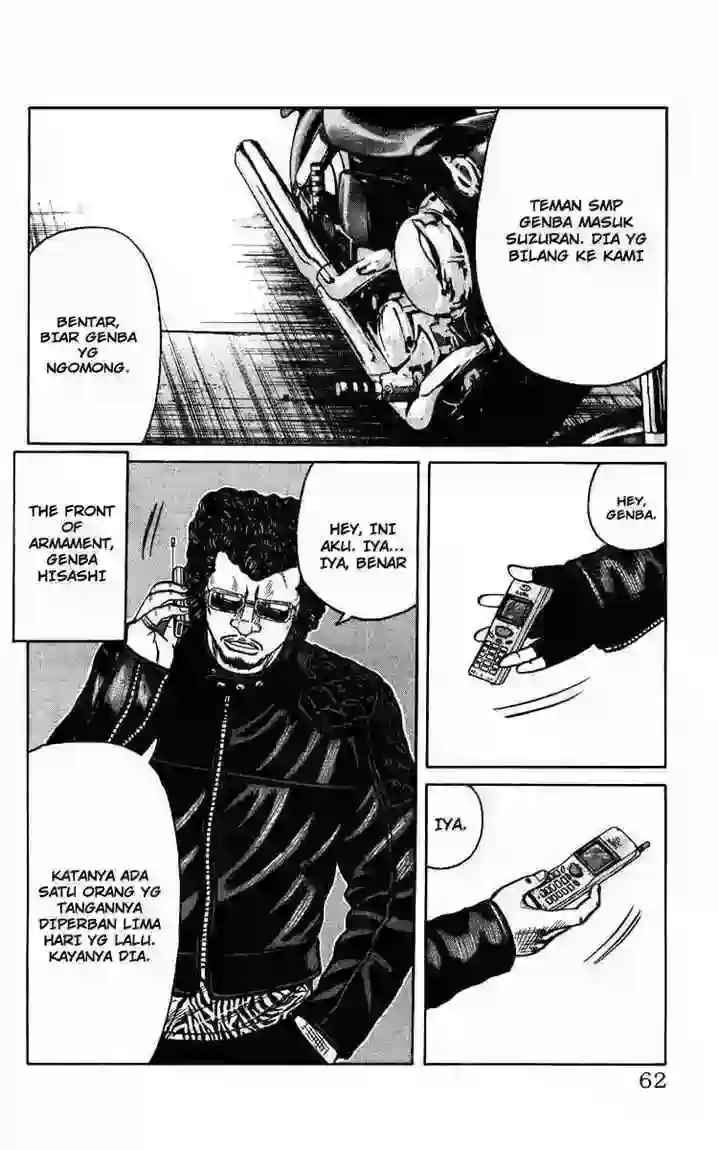 TEMAN SMP
GENBA MASUK
SUZURAN. DIA YG
BILANG KE KAMI
BENTAR,
BIAR GENBA
YG
NGOMONG.
HEY,
GENBA.
IYA.
HEY, INI
AKU. IYA...
IYA, BENAR
THE FRONT
OF
ARMAMENT,
GENBA
HISASHI
KATANYA ADA
SATU ORANG YG
TANGANNYA
DIPERBAN LIMA
HARI YG LALU.
KAYANYA DIA.
62